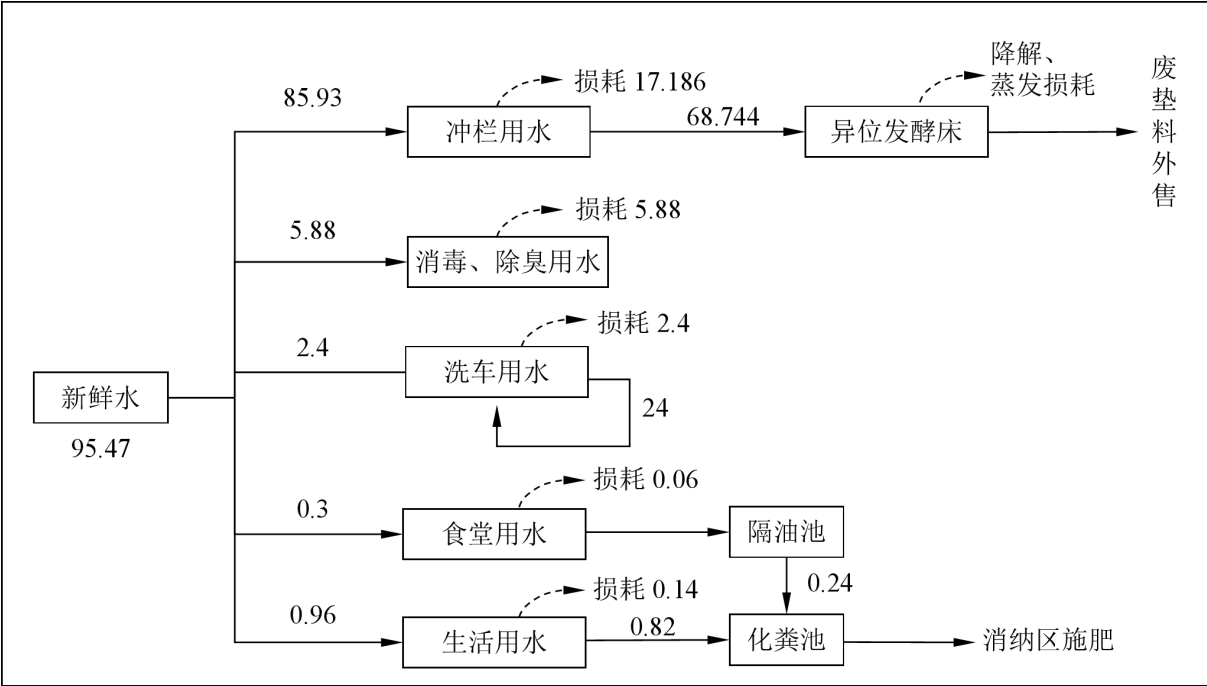 降解、
蒸发损耗
废垫料外售
损耗 17.186
85.93
冲栏用水
68.744
异位发酵床
损耗 5.88
5.88
消毒、除臭用水
损耗 2.4
2.4
洗车用水
24
新鲜水
95.47
损耗 0.06
0.3
食堂用水
隔油池
0.24
损耗 0.14
0.96
生活用水
0.82
化粪池
消纳区施肥